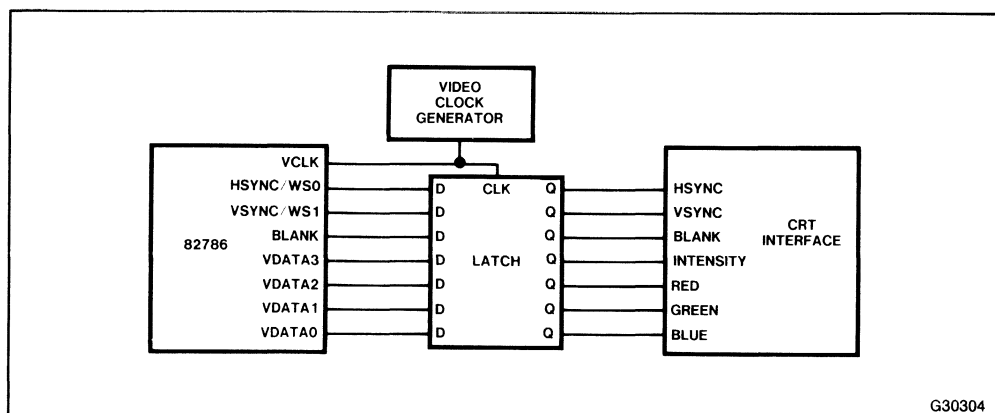 VIDEO
CLOCK
GENERATOR
VCLK
HSYNC/WS0
VSYNC/WS1
BLANK
82786
VDATA3
VDATA2
VDATA1
VDATA0
CLK
D Q
D Q
D Q
D Q
D Q
D Q
D Q
LATCH
HSYNC
VSYNC
BLANK
CRT
INTERFACE
INTENSITY
RED
GREEN
BLUE
G30304